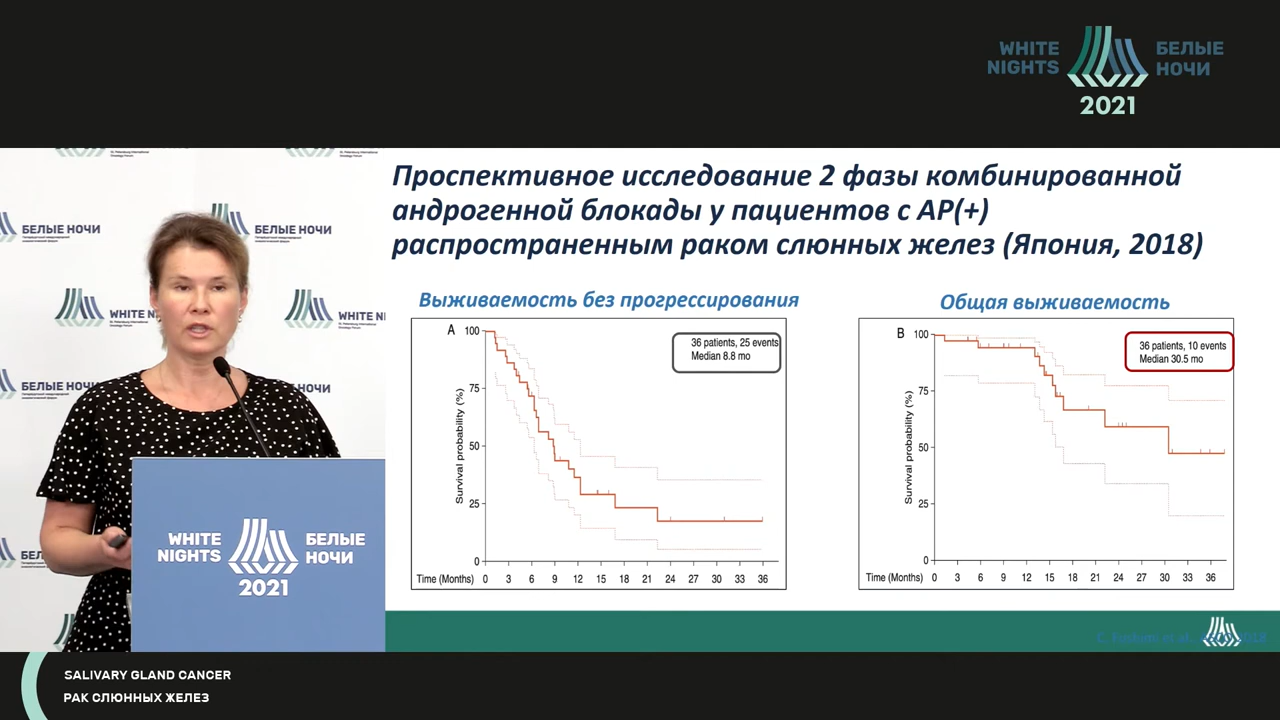 WHITE NIGHTS
БЕЛЫЕ НОЧИ
2021
Проспективное исследование 2 фазы комбинированной
андрогенной блокады у пациентов с АР(+)
распространенным раком слюнных желез (Япония, 2018)
Выживаемость без прогрессирования
A
36 patients, 25 events
Median 8.8 mo
Survival probability (%)
100
75
50
25
0
Time (Months) 0 3 6 9 12 15 18 21 24 27 30 33 36
Общая выживаемость
B
36 patients, 10 events
Median 30.5 mo
Survival probability (%)
100
75
50
25
0
Time (Months) 0 3 6 9 12 15 18 21 24 27 30 33 36
БЕЛЫЕ НОЧИ
БЕЛЫЕ НОЧИ
WHITE NIGHTS
WHITE NI
БЕЛЫЕ НОЧИ
WHITE NIGHTS
БЕЛЫЕ НОЧИ
2021
SALIVARY GLAND CANCER
РАК СЛЮННЫХ ЖЕЛЕЗ